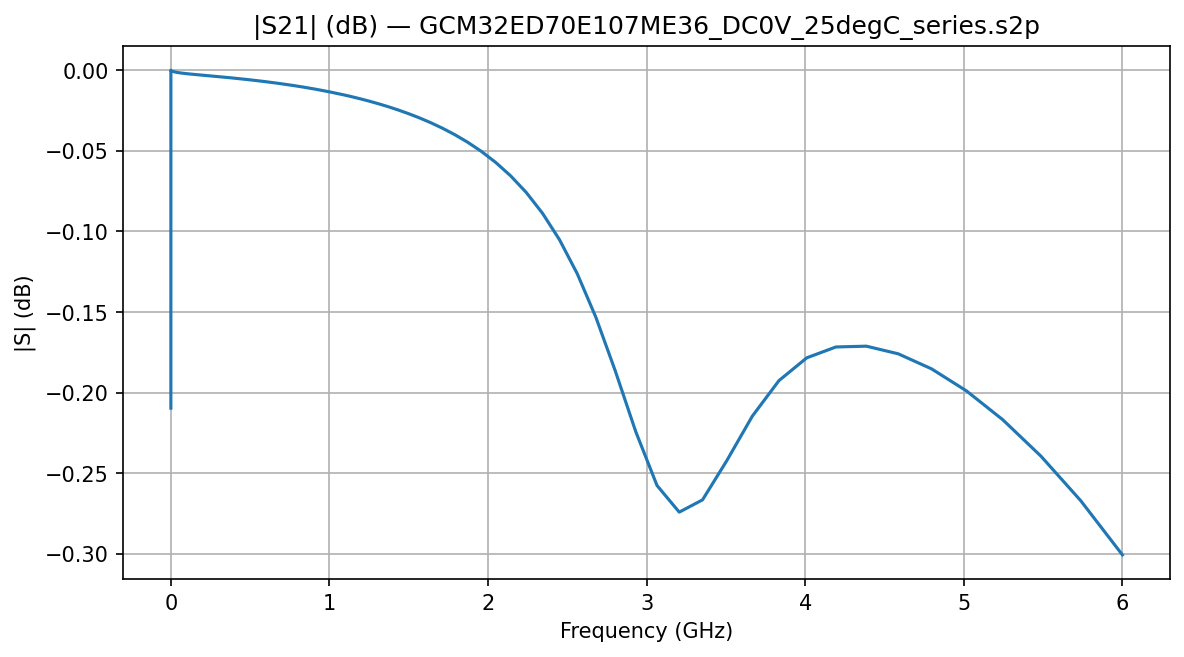 |S21| (dB) — GCM32ED70E107ME36_DC0V_25degC_series.s2p
|S| (dB)
0.00
−0.05
−0.10
−0.15
−0.20
−0.25
−0.30
0 1 2 3 4 5 6
Frequency (GHz)